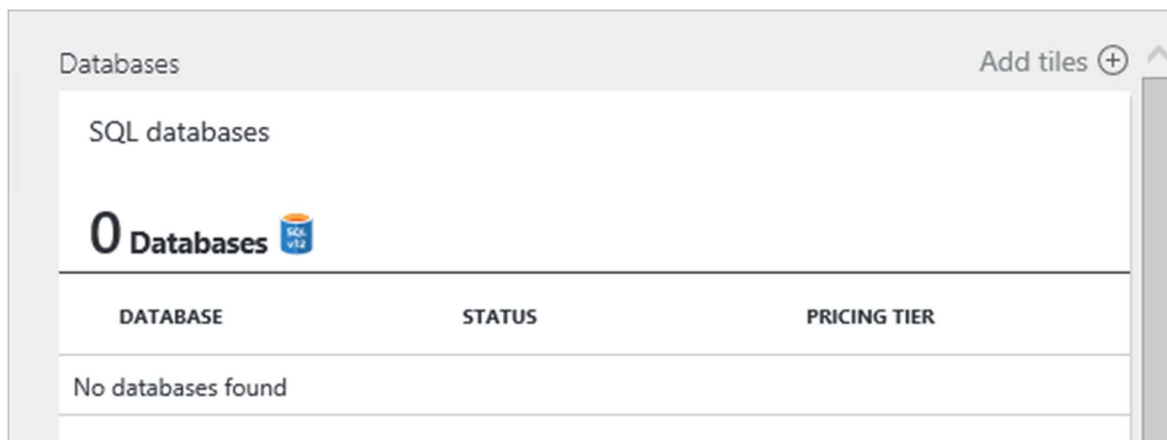 Databases Add tiles
SQL databases
0 Databases SQL v12
DATABASE STATUS PRICING TIER
No databases found